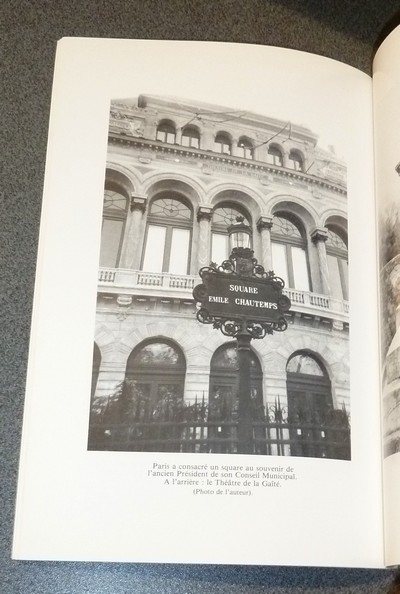 SQUARE
EMILE CHAUTEMPS
Paris a consacré un square au souvenir de
l'ancien Président de son Conseil Municipal.
A l'arrière : le Théâtre de la Gaîté.
(Photo de l'auteur).